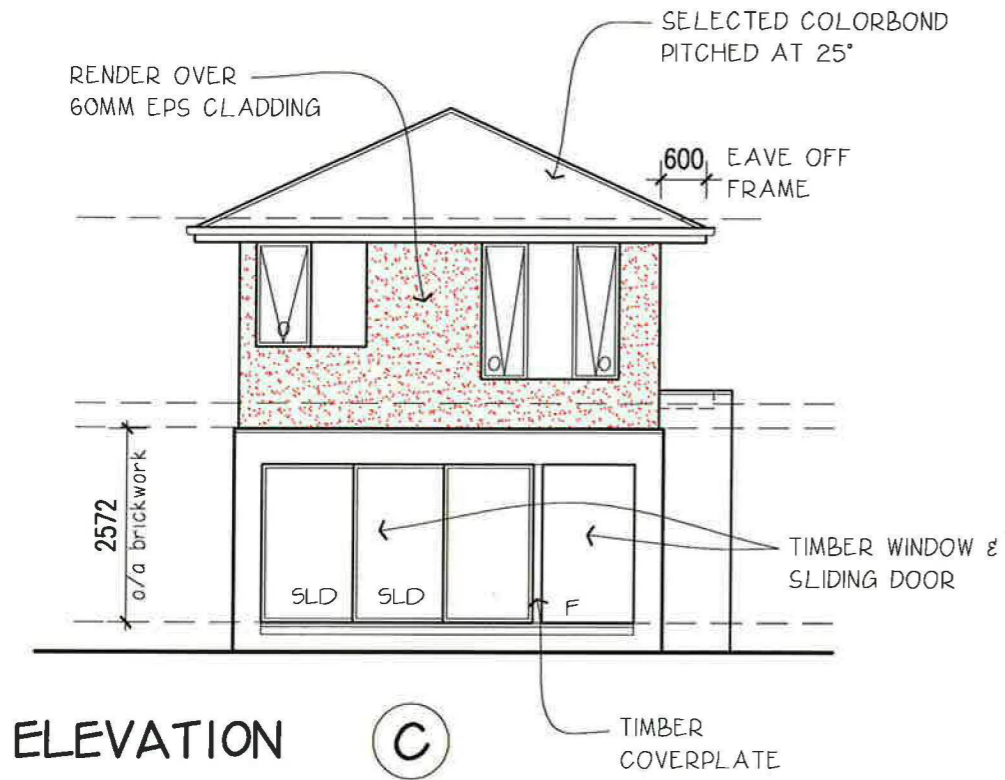 SELECTED COLORBOND
PITCHED AT 25°
RENDER OVER
60MM EPS CLADDING
600
EAVE OFF
FRAME
O
O
O
2572
o/a brickwork
SLD
SLD
F
TIMBER WINDOW &
SLIDING DOOR
TIMBER
COVERPLATE
ELEVATION
C